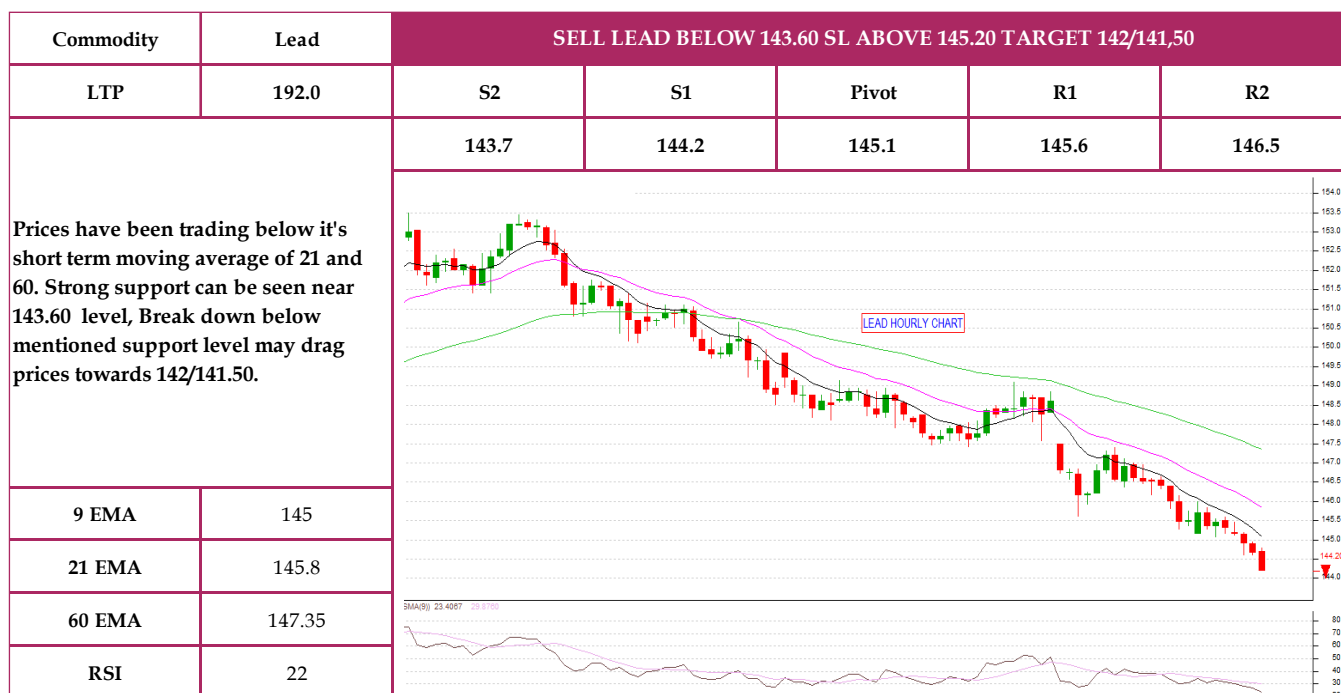 Commodity
Lead
SELL LEAD BELOW 143.60 SL ABOVE 145.20 TARGET 142/141,50
LTP
192.0
S2
S1
Pivot
R1
R2
143.7
144.2
145.1
145.6
146.5
Prices have been trading below it's
short term moving average of 21 and
60. Strong support can be seen near
143.60 level, Break down below
mentioned support level may drag
prices towards 142/141.50.
LEAD HOURLY CHART
154.0
153.5
153.0
152.5
152.0
151.5
151.0
150.5
150.0
149.5
149.0
148.5
148.0
147.5
147.0
146.5
146.0
145.5
145.0
144.20
144.0
9 EMA
145
21 EMA
145.8
60 EMA
147.35
RSI
22
SMA(9)) 23.4067
80
70
60
50
40
30